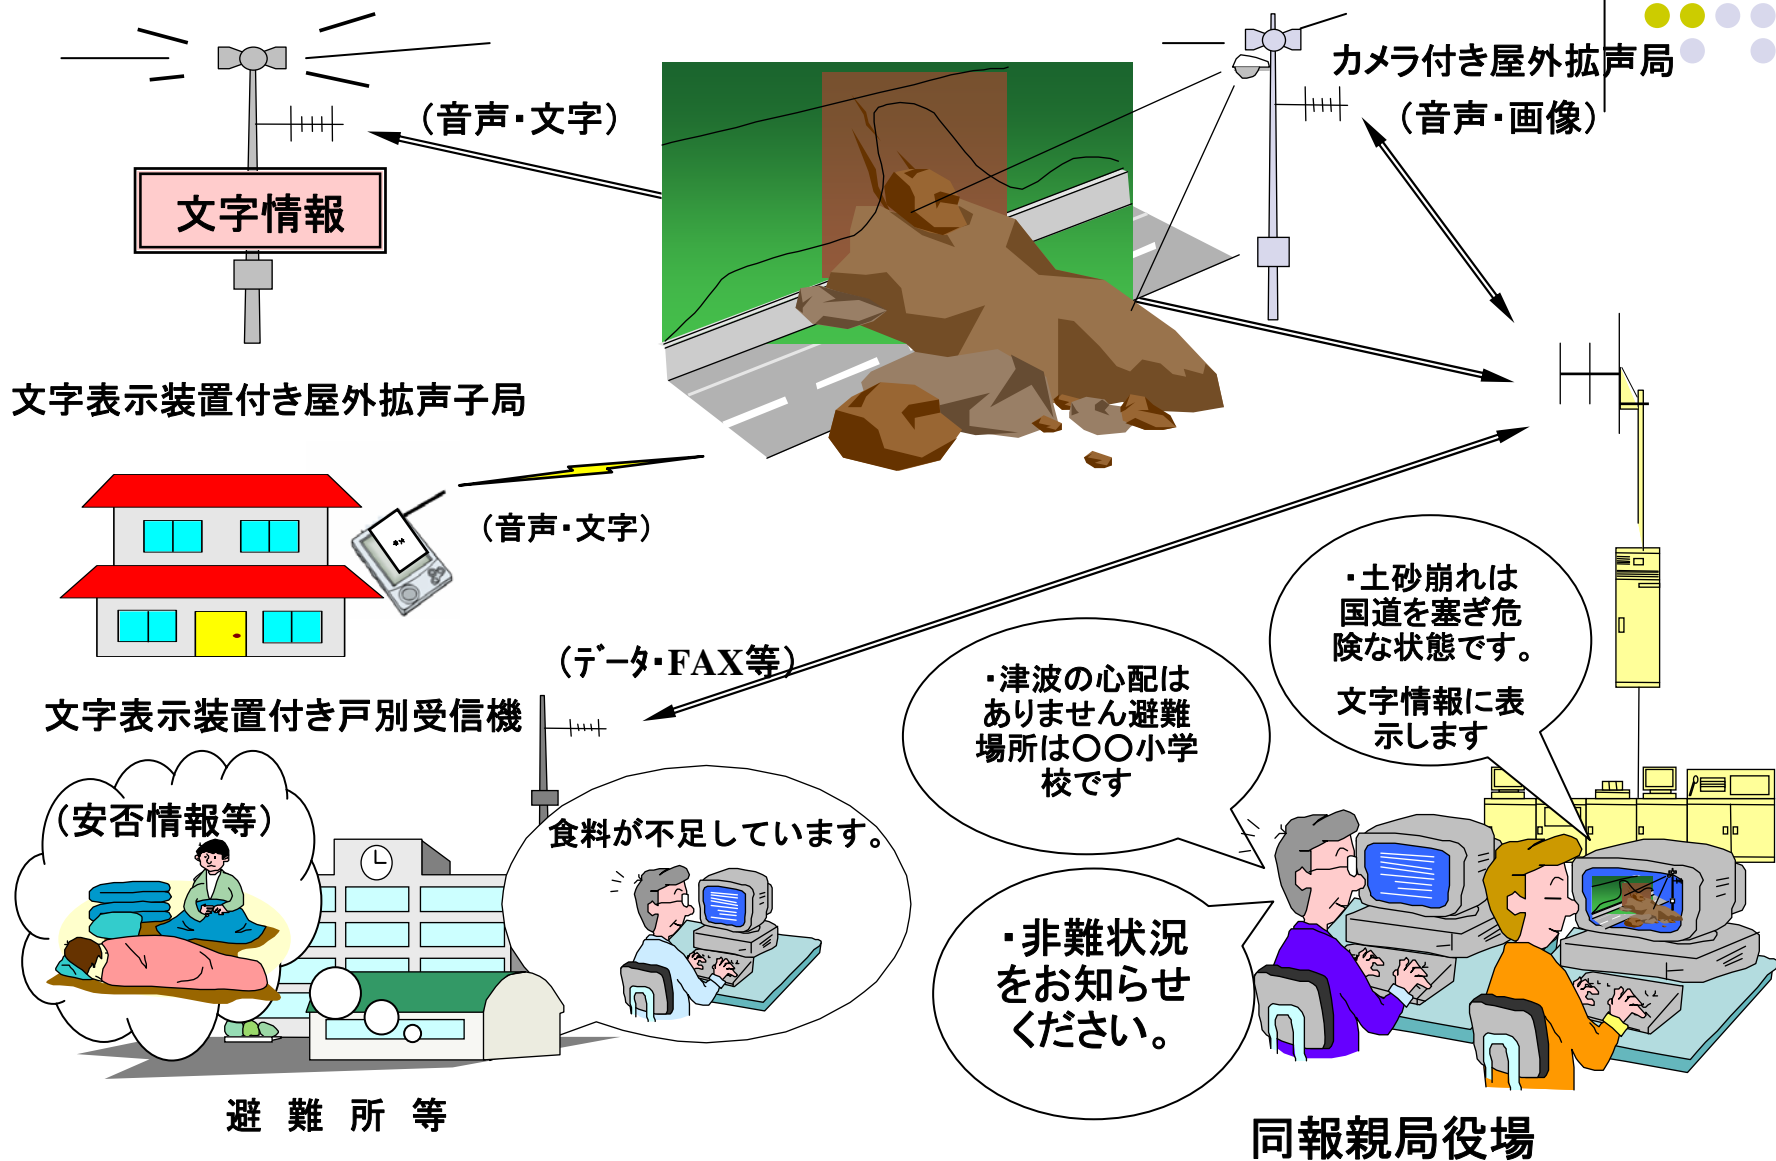 カメラ付き屋外拡声局
（音声・画像）
（音声・文字）
文字情報
文字表示装置付き屋外拡声子局
（音声・文字）
文字表示装置付き戸別受信機
（データ・FAX等）
・土砂崩れは
国道を塞ぎ危
険な状態です。
文字情報に表
示します
・津波の心配は
ありません避難
場所は〇〇小学
校です
（安否情報等）
食料が不足しています。
・非難状況
をお知らせ
ください。
避難所等
同報親局役場